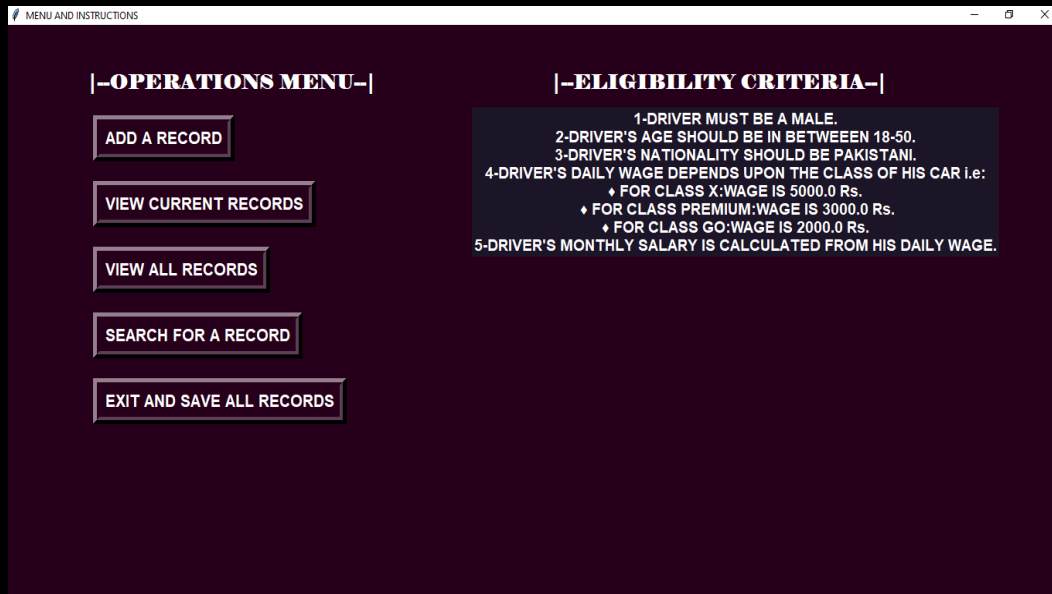 MENU AND INSTRUCTIONS
|--OPERATIONS MENU--|
ADD A RECORD
VIEW CURRENT RECORDS
VIEW ALL RECORDS
SEARCH FOR A RECORD
EXIT AND SAVE ALL RECORDS
|--ELIGIBILITY CRITERIA--|
1-DRIVER MUST BE A MALE.
2-DRIVER'S AGE SHOULD BE IN BETWEEEN 18-50.
3-DRIVER'S NATIONALITY SHOULD BE PAKISTANI.
4-DRIVER'S DAILY WAGE DEPENDS UPON THE CLASS OF HIS CAR i.e:
♦ FOR CLASS X:WAGE IS 5000.0 Rs.
♦ FOR CLASS PREMIUM:WAGE IS 3000.0 Rs.
♦ FOR CLASS GO:WAGE IS 2000.0 Rs.
5-DRIVER'S MONTHLY SALARY IS CALCULATED FROM HIS DAILY WAGE.